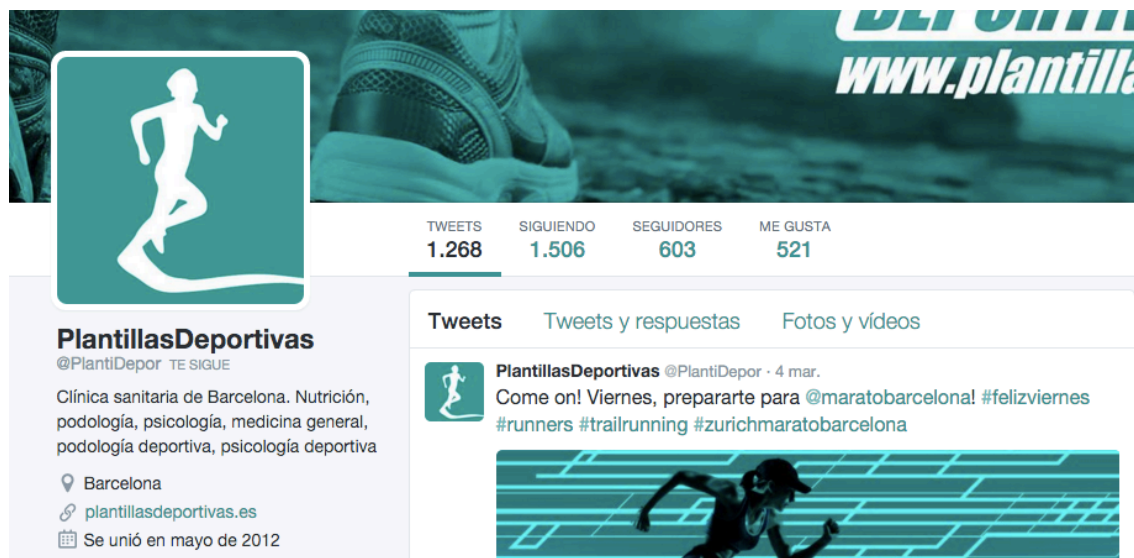 www.plantilla
TWEETS SIGUIENDO SEGUIDORES ME GUSTA
1.268 1.506 603 521
Tweets Tweets y respuestas Fotos y vídeos
PlantillasDeportivas
@PlantiDepor TE SIGUE
Clínica sanitaria de Barcelona. Nutrición,
podología, psicología, medicina general,
podología deportiva, psicología deportiva
Barcelona
plantillasdeportivas.es
Se unió en mayo de 2012
PlantillasDeportivas @PlantiDepor · 4 mar.
Come on! Viernes, prepararte para @maratobarcelona! #felizviernes
#runners #trailrunning #zurichmaratobarcelona